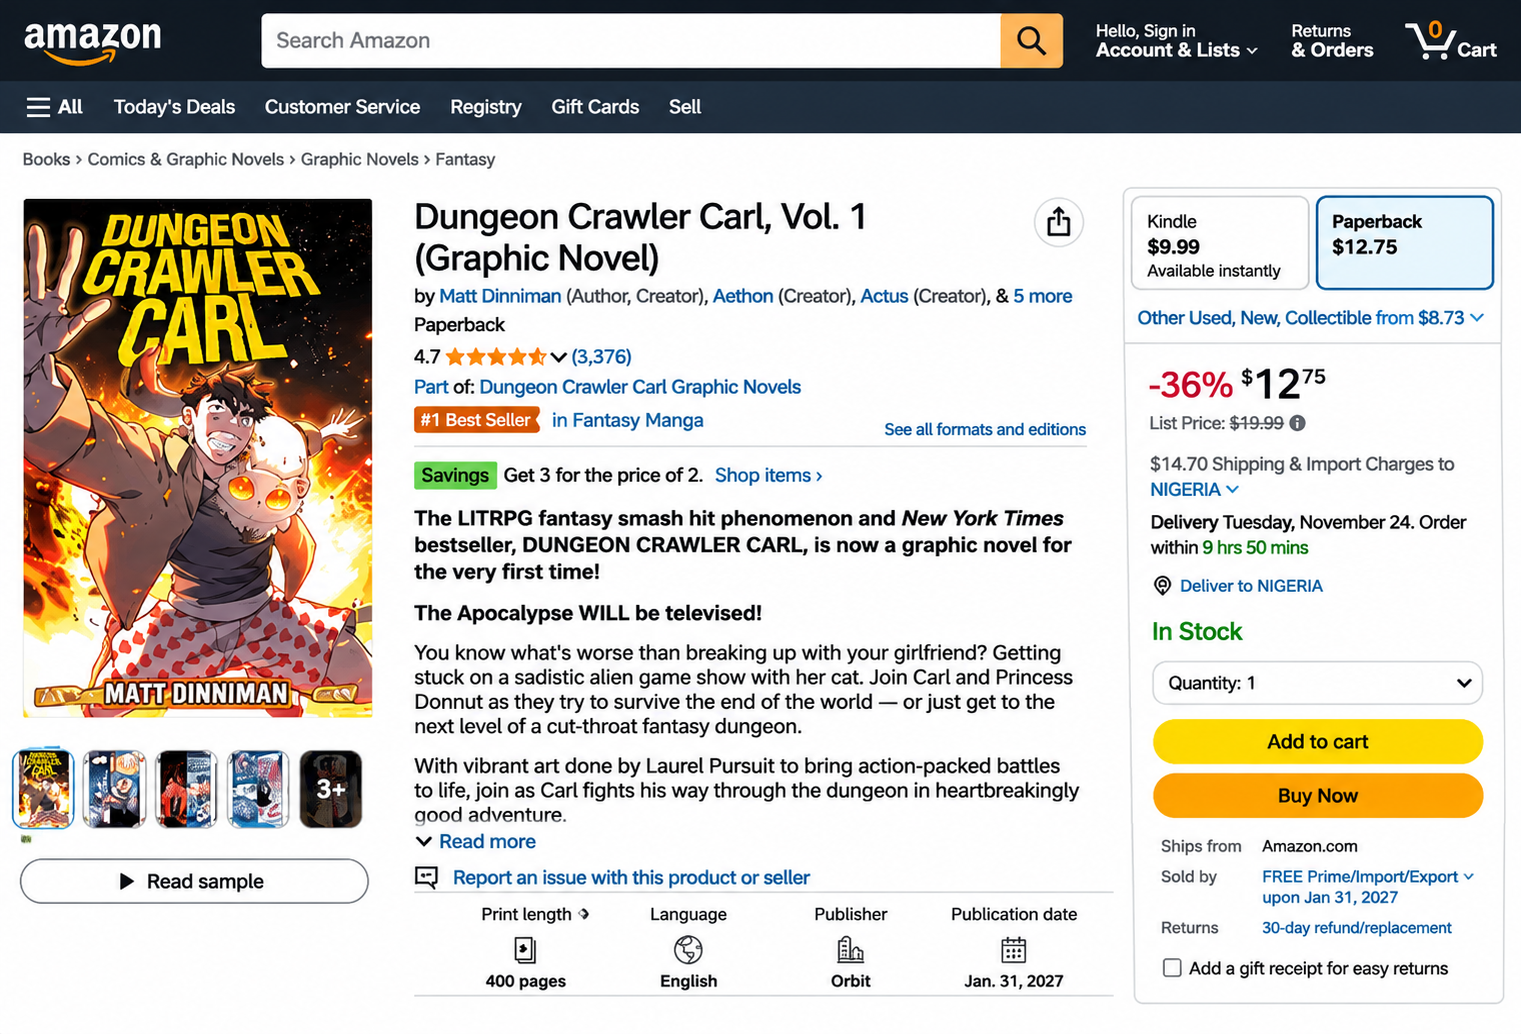 amazon
Search Amazon
Hello, Sign in
Account & Lists
Returns
& Orders
0
Cart
All
Today's Deals
Customer Service
Registry
Gift Cards
Sell
Books › Comics & Graphic Novels › Graphic Novels › Fantasy
DUNGEON
CRAWLER
CARL
MATT DINNIMAN
3+
Read sample
Dungeon Crawler Carl, Vol. 1
(Graphic Novel)
by Matt Dinniman (Author, Creator), Aethon (Creator), Actus (Creator), & 5 more
Paperback
4.7 (3,376)
Part of: Dungeon Crawler Carl Graphic Novels
#1 Best Seller in Fantasy Manga
See all formats and editions
Savings Get 3 for the price of 2. Shop items ›
The LITRPG fantasy smash hit phenomenon and New York Times
bestseller, DUNGEON CRAWLER CARL, is now a graphic novel for
the very first time!
The Apocalypse WILL be televised!
You know what's worse than breaking up with your girlfriend? Getting
stuck on a sadistic alien game show with her cat. Join Carl and Princess
Donnut as they try to survive the end of the world — or just get to the
next level of a cut-throat fantasy dungeon.
With vibrant art done by Laurel Pursuit to bring action-packed battles
to life, join as Carl fights his way through the dungeon in heartbreakingly
good adventure.
Read more
Report an issue with this product or seller
Print length
400 pages
Language
English
Publisher
Orbit
Publication date
Jan. 31, 2027
Kindle
$9.99
Available instantly
Paperback
$12.75
Other Used, New, Collectible from $8.73
-36% $12 75
List Price: $19.99
$14.70 Shipping & Import Charges to
NIGERIA
Delivery Tuesday, November 24. Order
within 9 hrs 50 mins
Deliver to NIGERIA
In Stock
Quantity: 1
Add to cart
Buy Now
Ships from Amazon.com
Sold by FREE Prime/Import/Export
upon Jan 31, 2027
Returns 30-day refund/replacement
Add a gift receipt for easy returns